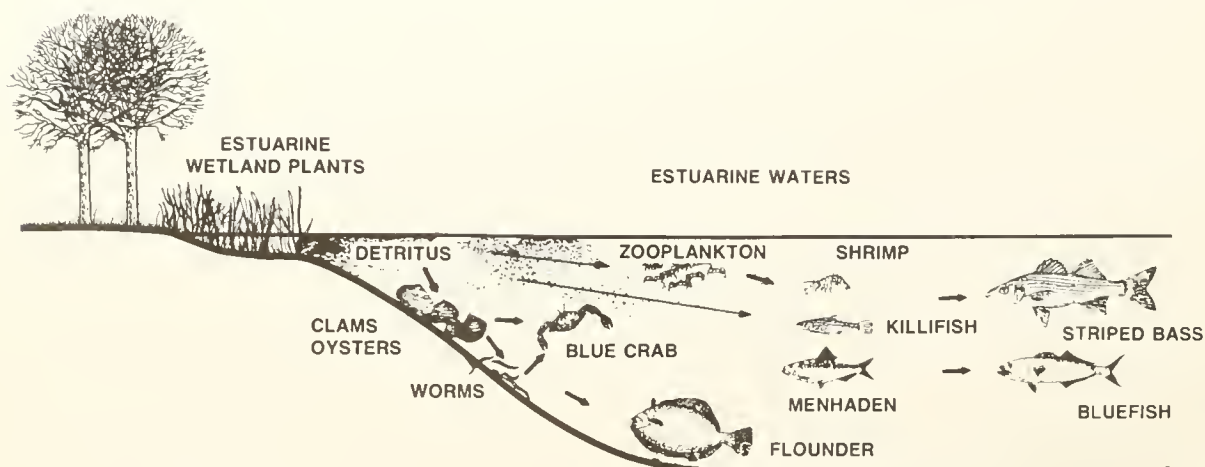 ESTUARINE
WETLAND PLANTS
ESTUARINE WATERS
DETRITUS
ZOOPLANKTON
SHRIMP
CLAMS
OYSTERS
BLUE CRAB
KILLIFISH
STRIPED BASS
WORMS
MENHADEN
BLUEFISH
FLOUNDER